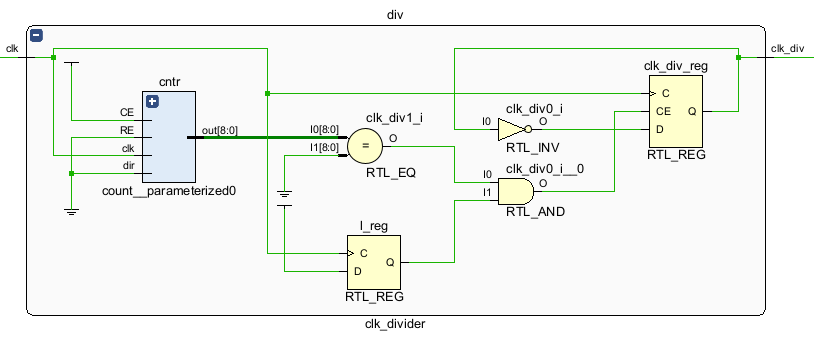 div
clk
clk_div
cntr
CE
RE
clk
dir
out[8:0]
count__parameterized0
clk_div1_i
I0[8:0]
I1[8:0]
=
O
RTL_EQ
l_reg
C
D
Q
RTL_REG
clk_div0_i
I0
O
RTL_INV
clk_div0_i__0
I0
I1
O
RTL_AND
clk_div_reg
C
CE
D
Q
RTL_REG
clk_divider